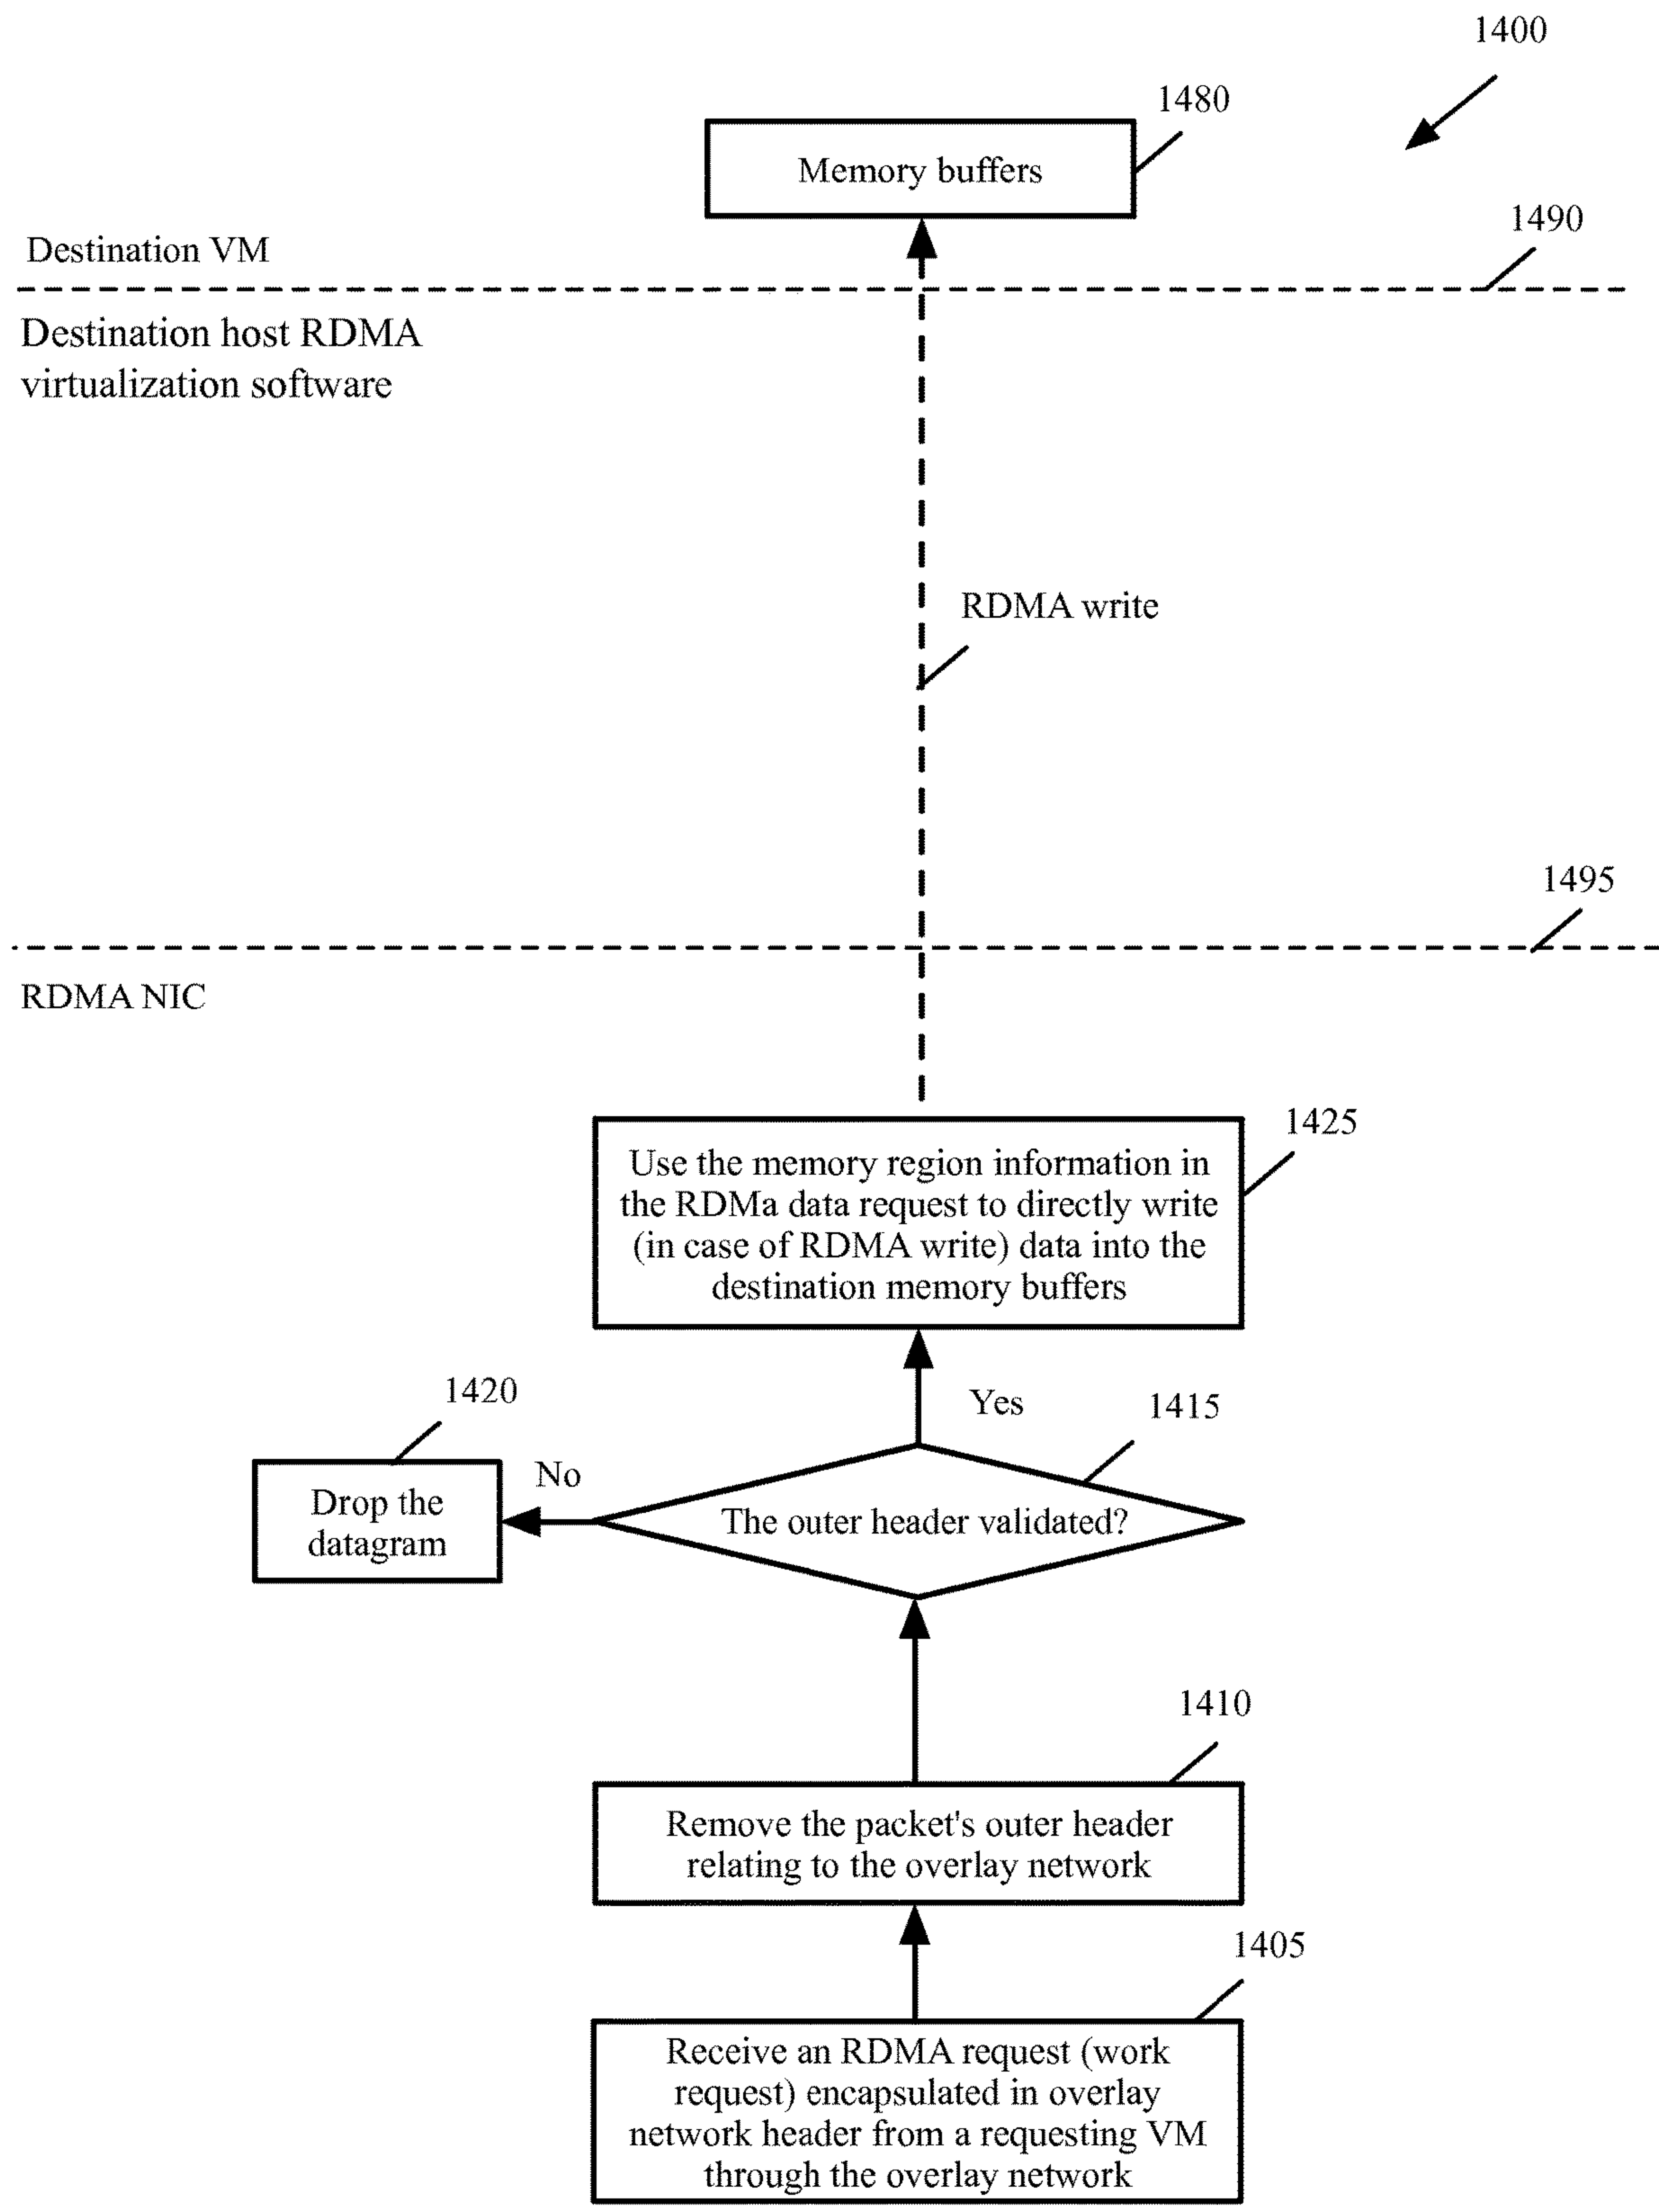 1400
1480
Memory buffers
1490
Destination VM
Destination host RDMA
virtualization software
RDMA write
1495
RDMA NIC
1425
Use the memory region information in
the RDMa data request to directly write
(in case of RDMA write) data into the
destination memory buffers
1420
Yes
1415
No
Drop the
datagram
The outer header validated?
1410
Remove the packet's outer header
relating to the overlay network
1405
Receive an RDMA request (work
request) encapsulated in overlay
network header from a requesting VM
through the overlay network